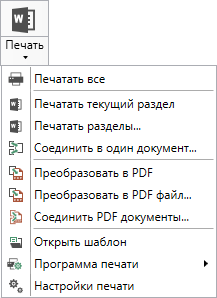 Печать
Печатать все
Печатать текущий раздел
Печатать разделы...
Соединить в один документ...
Преобразовать в PDF
Преобразовать в PDF файл...
Соединить PDF документы...
Открыть шаблон
Программа печати
Настройки печати